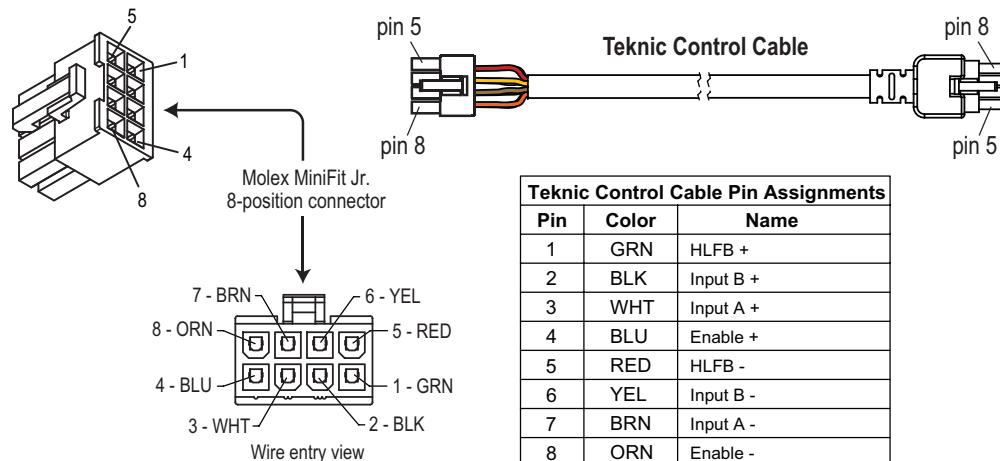 5
1
4
8
Molex MiniFit Jr.
8-position connector
7 - BRN
6 - YEL
8 - ORN
5 - RED
4 - BLU
1 - GRN
3 - WHT
2 - BLK
Wire entry view
pin 5
Teknic Control Cable
pin 8
pin 8
pin 5
Teknic Control Cable Pin Assignments
Pin Color Name
1 GRN HLFB +
2 BLK Input B +
3 WHT Input A +
4 BLU Enable +
5 RED HLFB -
6 YEL Input B -
7 BRN Input A -
8 ORN Enable -